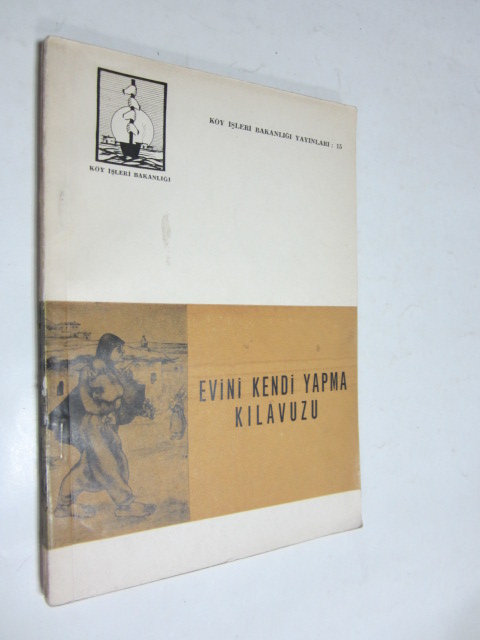 KÖY İŞLERİ BAKANLIĞI YAYINLARI : 15
KÖY İŞLERİ BAKANLIĞI
EVİNİ KENDİ YAPMA
KILAVUZU